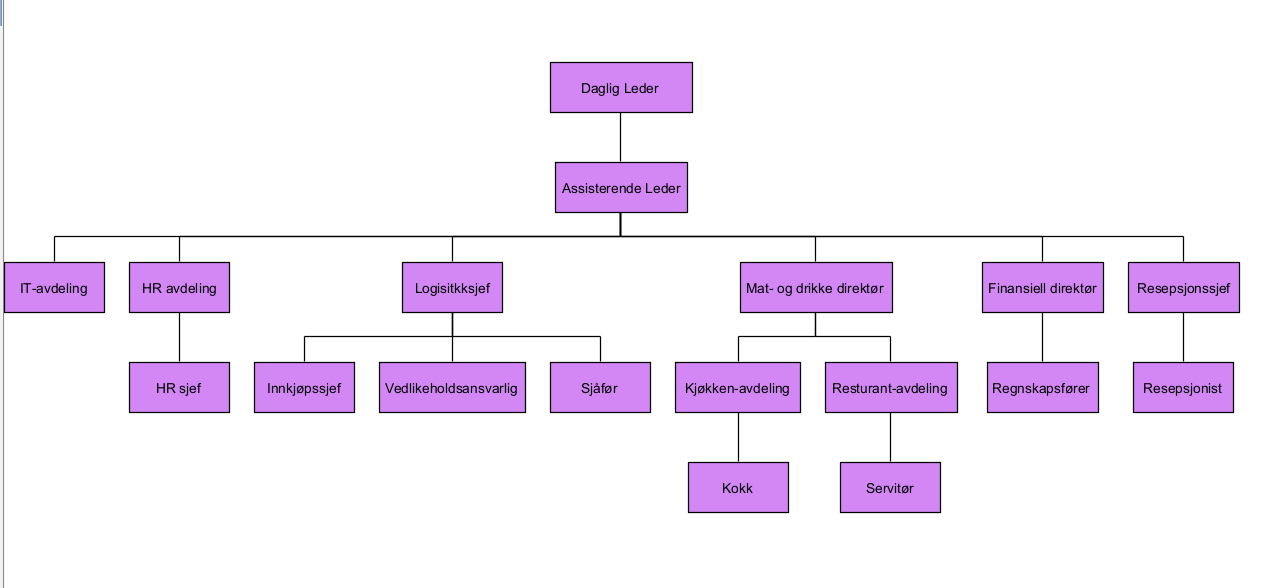 Daglig Leder
Assisterende Leder
IT-avdeling
HR avdeling
Logisitkksjef
Mat- og drikke direktør
Finansiell direktør
Resepsjonssjef
HR sjef
Innkjøpssjef
Vedlikeholdsansvarlig
Sjåfør
Kjøkken-avdeling
Resturant-avdeling
Regnskapsfører
Resepsjonist
Kokk
Servitør